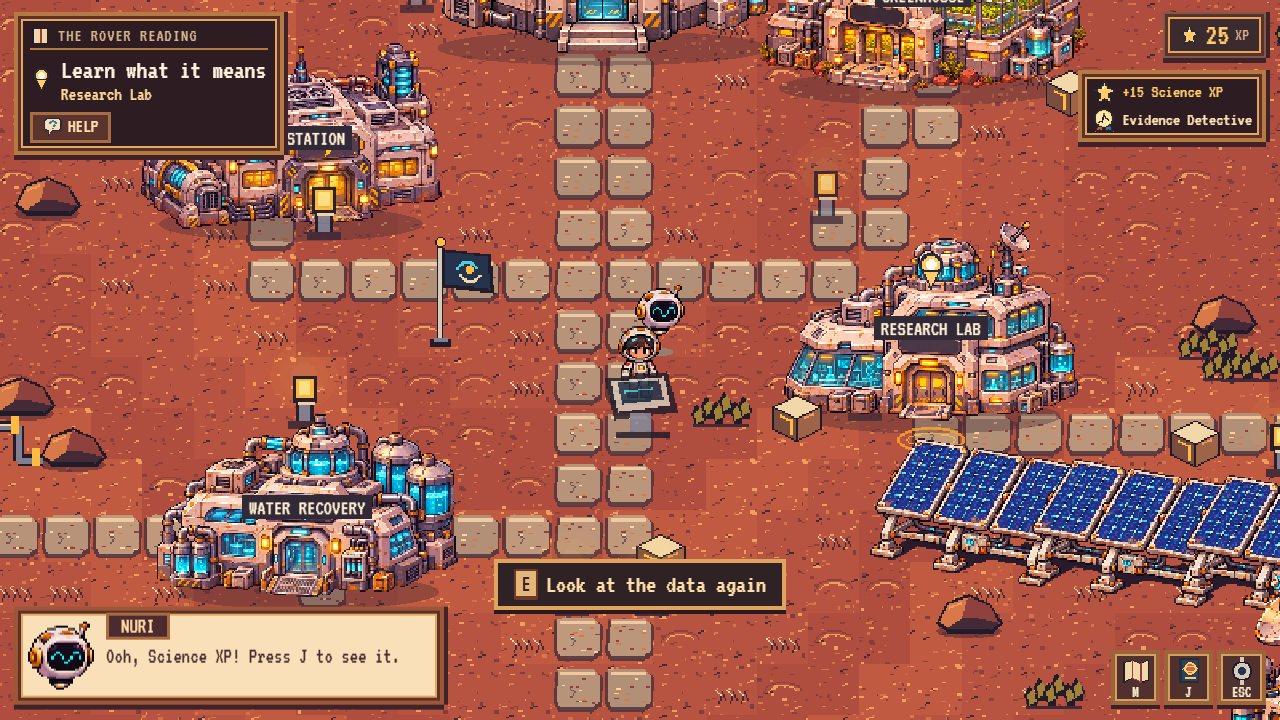 THE ROVER READING
Learn what it means
Research Lab
HELP
25 XP
+15 Science XP
Evidence Detective
STATION
RESEARCH LAB
WATER RECOVERY
E Look at the data again
NURI
Ooh, Science XP! Press J to see it.
M
J
ESC